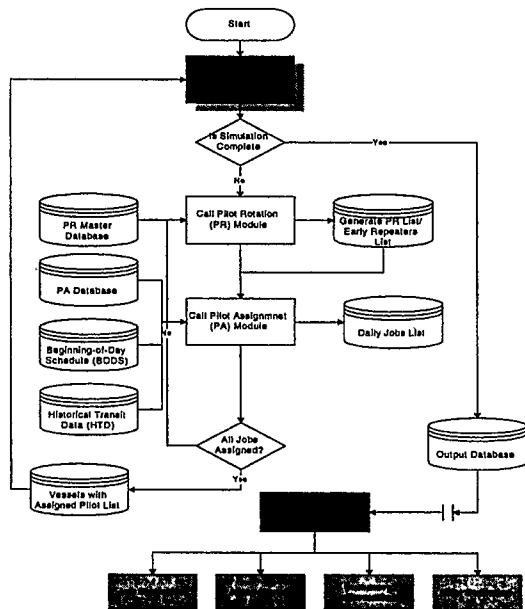 Start
Is Simulation
Complete
Yes
No
PR Master
Database
Call Pilot Rotation
(PR) Module
Generate PR List/
Early Repeaters
List
PA Database
Call Pilot Assignmnet
(PA) Module
Daily Jobs List
No
Beginning-of-Day
Schedule (BODS)
Historical Transit
Data (HTD)
All Jobs
Assigned?
Yes
Output Database
Vessels with
Assigned Pilot List